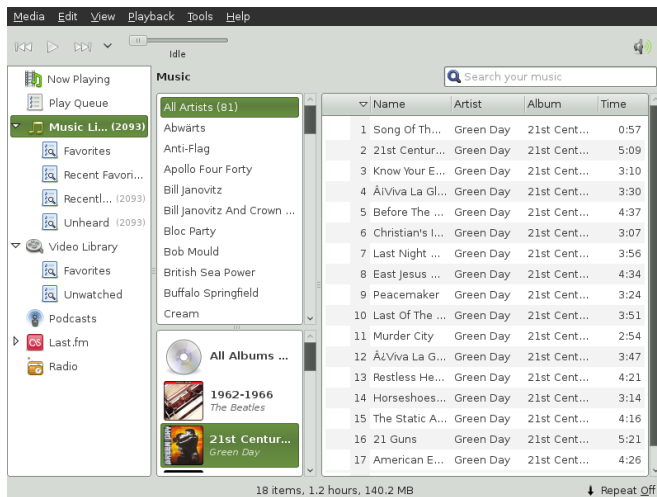 Media Edit View Playback Tools Help
Idle
Now Playing
Play Queue
Music Li... (2093)
Favorites
Recent Favori...
Recentl... (2093)
Unheard (2093)
Video Library
Favorites
Unwatched
Podcasts
Last.fm
Radio
Music
Search your music
All Artists (81)
Abwärts
Anti-Flag
Apollo Four Forty
Bill Janovitz
Bill Janovitz And Crown ...
Bloc Party
Bob Mould
British Sea Power
Buffalo Springfield
Cream
All Albums ...
1962-1966
The Beatles
21st Centur...
Green Day
Name Artist Album Time
1 Song Of Th... Green Day 21st Cent... 0:57
2 21st Centur... Green Day 21st Cent... 5:09
3 Know Your E... Green Day 21st Cent... 3:10
4 Â¡Viva La Gl... Green Day 21st Cent... 3:30
5 Before The ... Green Day 21st Cent... 4:37
6 Christian's I... Green Day 21st Cent... 3:07
7 Last Night ... Green Day 21st Cent... 3:56
8 East Jesus ... Green Day 21st Cent... 4:34
9 Peacemaker Green Day 21st Cent... 3:24
10 Last Of The ... Green Day 21st Cent... 3:51
11 Murder City Green Day 21st Cent... 2:54
12 Â¿Viva La G... Green Day 21st Cent... 3:47
13 Restless He... Green Day 21st Cent... 4:21
14 Horseshoes... Green Day 21st Cent... 3:14
15 The Static A... Green Day 21st Cent... 4:16
16 21 Guns Green Day 21st Cent... 5:21
17 American E... Green Day 21st Cent... 4:26
18 items, 1.2 hours, 140.2 MB
Repeat Off